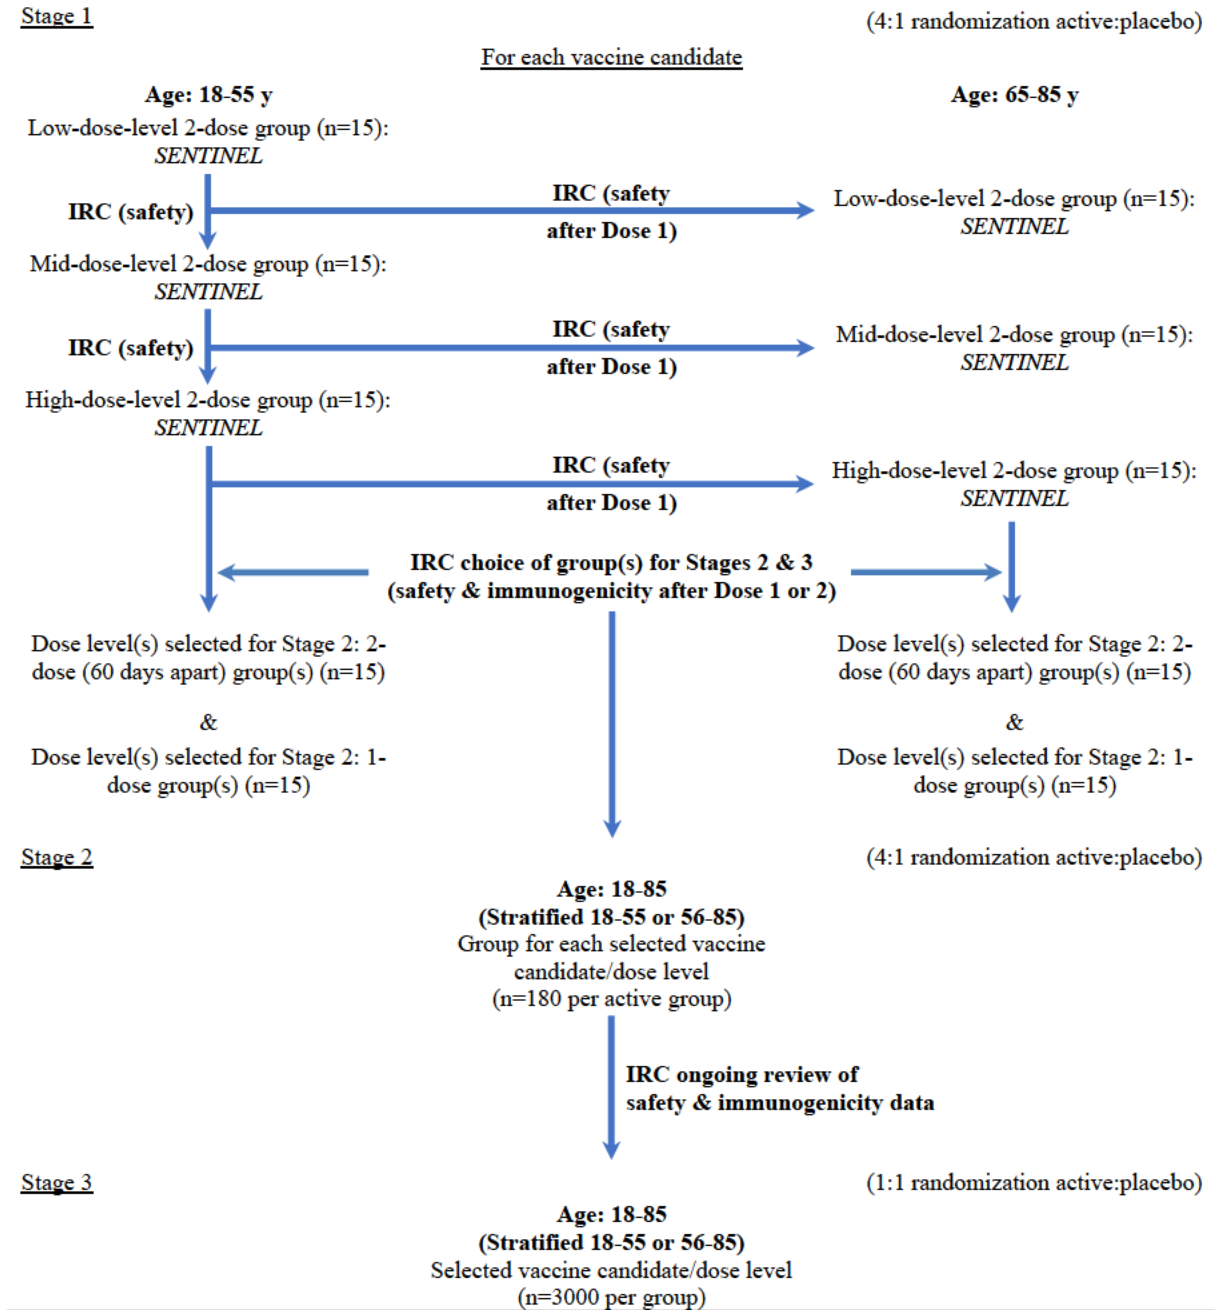 Stage 1
(4:1 randomization active:placebo)
For each vaccine candidate
Age: 18-55 y
Age: 65-85 y
Low-dose-level 2-dose group (n=15):
SENTINEL
IRC (safety)
IRC (safety
after Dose 1)
Low-dose-level 2-dose group (n=15):
SENTINEL
Mid-dose-level 2-dose group (n=15):
SENTINEL
IRC (safety)
IRC (safety
after Dose 1)
Mid-dose-level 2-dose group (n=15):
SENTINEL
High-dose-level 2-dose group (n=15):
SENTINEL
IRC (safety
after Dose 1)
High-dose-level 2-dose group (n=15):
SENTINEL
IRC choice of group(s) for Stages 2 & 3
(safety & immunogenicity after Dose 1 or 2)
Dose level(s) selected for Stage 2: 2-
dose (60 days apart) group(s) (n=15)
&
Dose level(s) selected for Stage 2: 1-
dose group(s) (n=15)
Dose level(s) selected for Stage 2: 2-
dose (60 days apart) group(s) (n=15)
&
Dose level(s) selected for Stage 2: 1-
dose group(s) (n=15)
Stage 2
(4:1 randomization active:placebo)
Age: 18-85
(Stratified 18-55 or 56-85)
Group for each selected vaccine
candidate/dose level
(n=180 per active group)
IRC ongoing review of
safety & immunogenicity data
Stage 3
(1:1 randomization active:placebo)
Age: 18-85
(Stratified 18-55 or 56-85)
Selected vaccine candidate/dose level
(n=3000 per group)